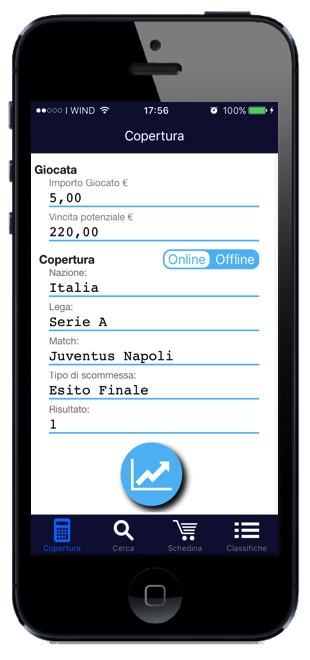 I WIND 17:56 100%
Copertura
Giocata
Importo Giocato €
5,00
Vincita potenziale €
220,00
Copertura Online Offline
Nazione:
Italia
Lega:
Serie A
Match:
Juventus Napoli
Tipo di scommessa:
Esito Finale
Risultato:
1
Copertura Cerca Schedina Classifiche